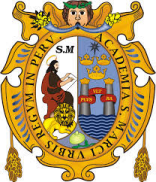 ACADEMIA S. MARCI VRBIS REGVM IN PERV
S.M